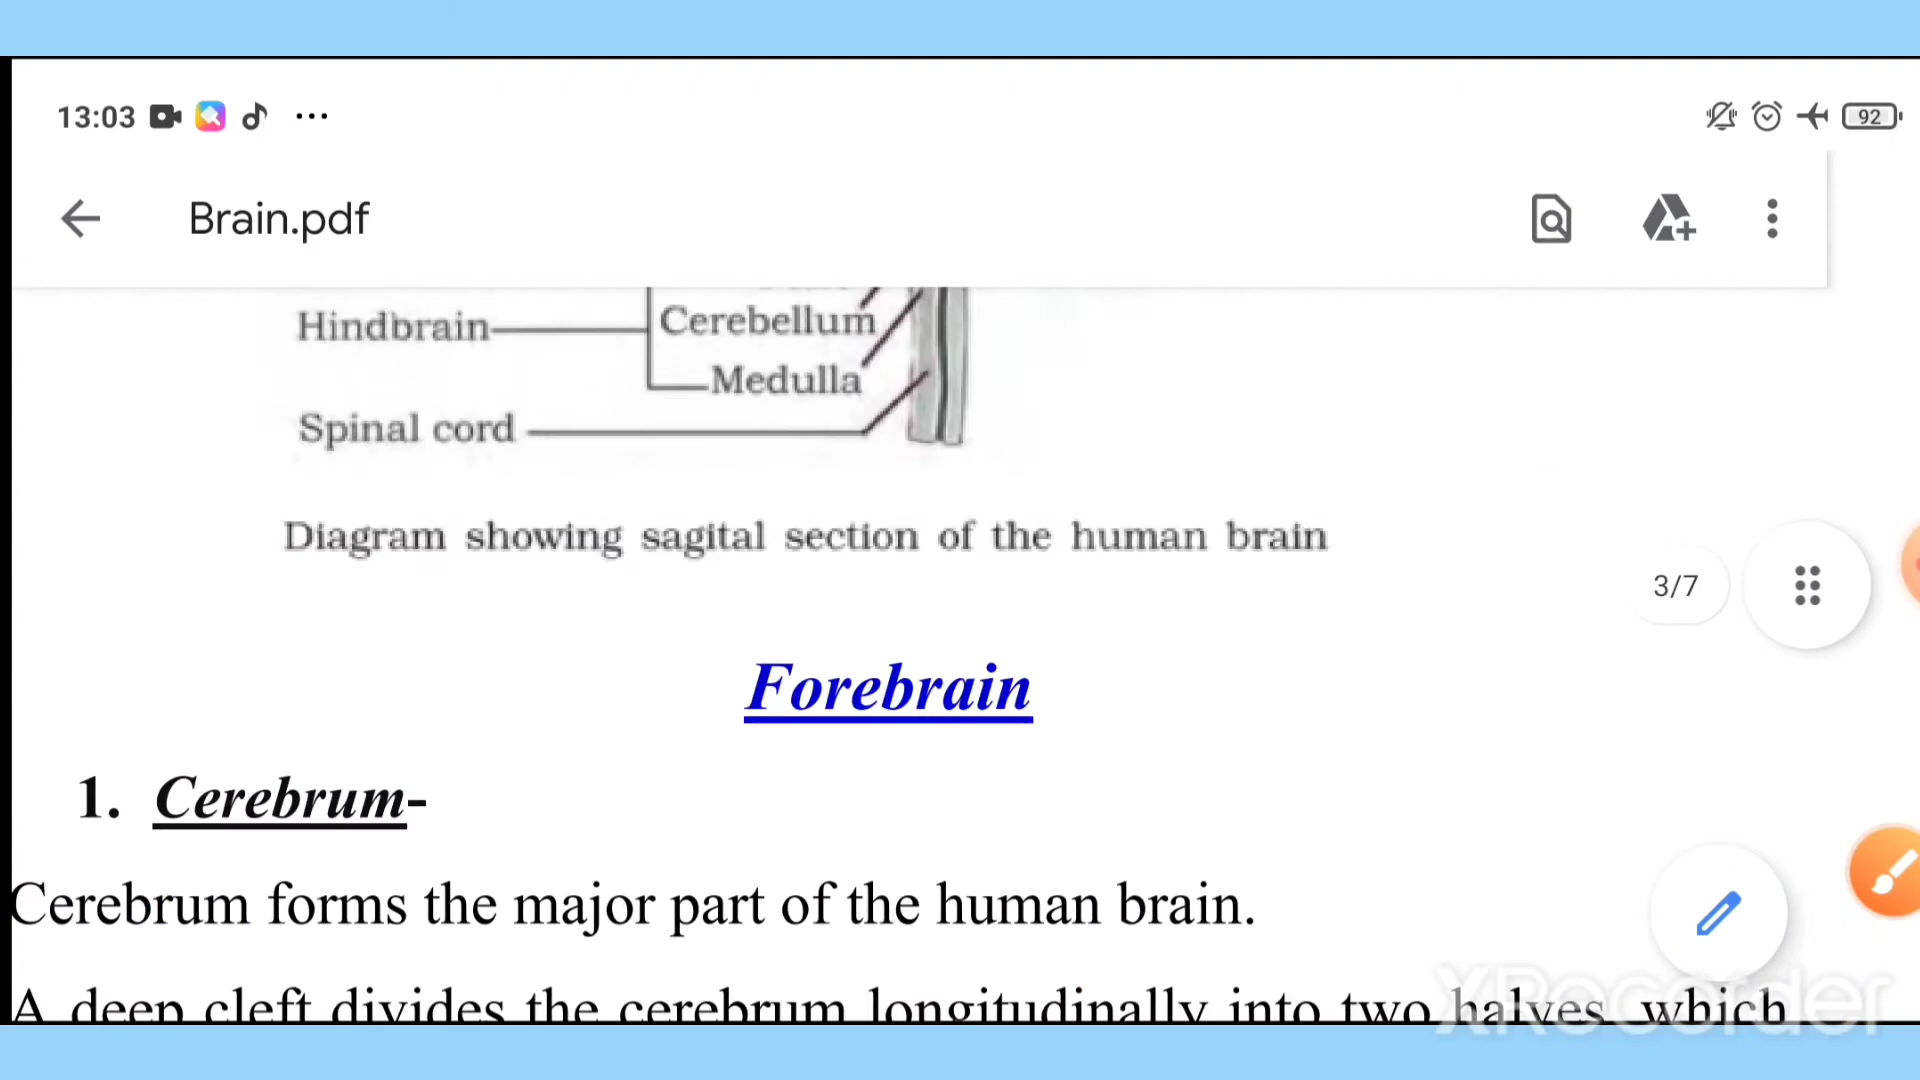 13:03 ... 92
Brain.pdf
Hindbrain
Cerebellum
Medulla
Spinal cord
Diagram showing sagital section of the human brain
3/7
Forebrain
1. Cerebrum-
Cerebrum forms the major part of the human brain.
A deep cleft divides the cerebrum longitudinally into two halves, which
XRecorder